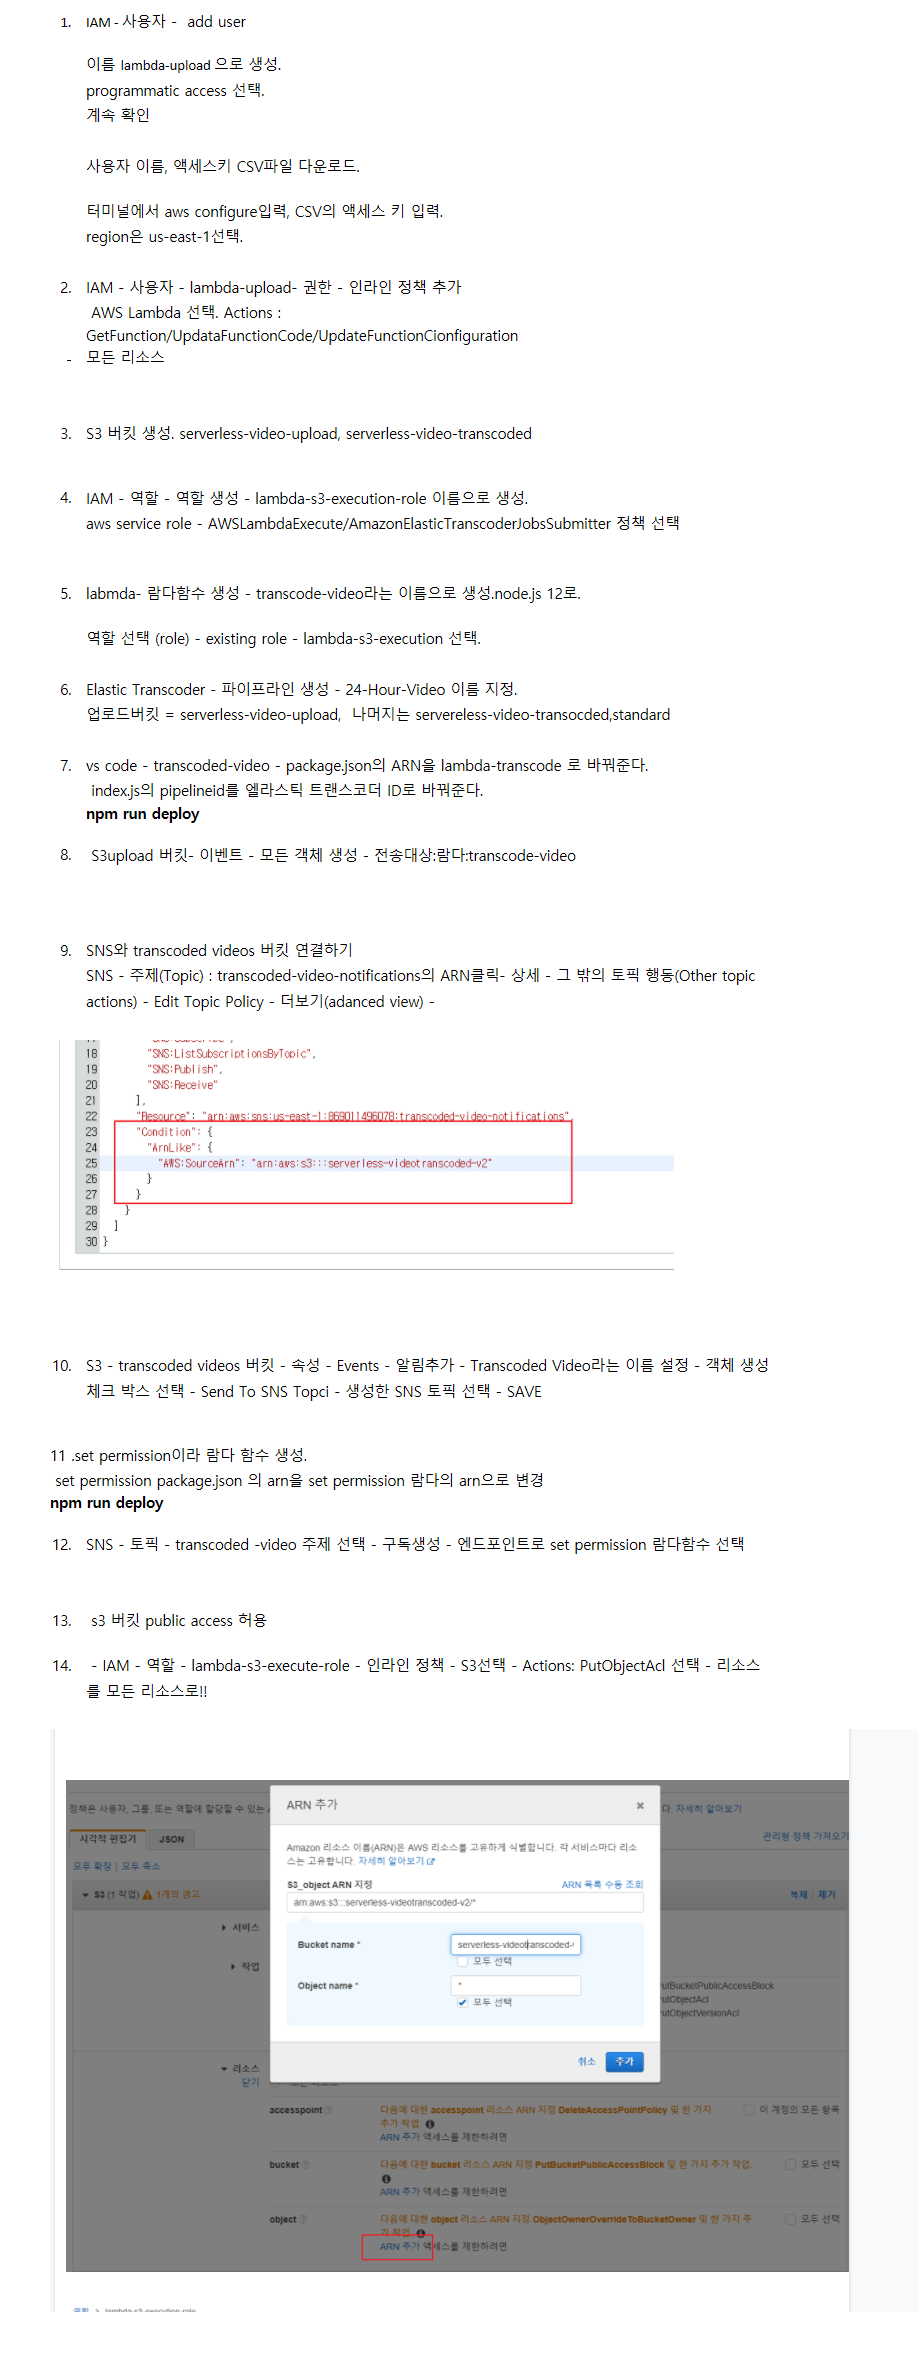 1. IAM - 사용자 - add user
이름 lambda-upload 으로 생성.
programmatic access 선택.
계속 확인
사용자 이름, 액세스키 CSV파일 다운로드.
터미널에서 aws configure입력, CSV의 액세스 키 입력.
region은 us-east-1선택.
2. IAM - 사용자 - lambda-upload- 권한 - 인라인 정책 추가
AWS Lambda 선택. Actions :
GetFunction/UpdataFunctionCode/UpdateFunctionCionfiguration
- 모든 리소스
3. S3 버킷 생성. serverless-video-upload, serverless-video-transcoded
4. IAM - 역할 - 역할 생성 - lambda-s3-execution-role 이름으로 생성.
aws service role - AWSLambdaExecute/AmazonElasticTranscoderJobsSubmitter 정책 선택
5. labmda- 람다함수 생성 - transcode-video라는 이름으로 생성.node.js 12로.
역할 선택 (role) - existing role - lambda-s3-execution 선택.
6. Elastic Transcoder - 파이프라인 생성 - 24-Hour-Video 이름 지정.
업로드버킷 = serverless-video-upload, 나머지는 servereless-video-transocded,standard
7. vs code - transcoded-video - package.json의 ARN을 lambda-transcode 로 바꿔준다.
index.js의 pipelineid를 엘라스틱 트랜스코더 ID로 바꿔준다.
npm run deploy
8. S3upload 버킷- 이벤트 - 모든 객체 생성 - 전송대상:람다:transcode-video
9. SNS와 transcoded videos 버킷 연결하기
SNS - 주제(Topic) : transcoded-video-notifications의 ARN클릭- 상세 - 그 밖의 토픽 행동(Other topic
actions) - Edit Topic Policy - 더보기(adanced view) -
18 "SNS:ListSubscriptionsByTopic",
19 "SNS:Publish",
20 "SNS:Receive"
21 ],
22 "Resource": "arn:aws:sns:us-east-1:869011496078:transcoded-video-notifications",
23 "Condition": {
24 "ArnLike": {
25 "AWS:SourceArn": "arn:aws:s3:::serverless-videotranscoded-v2"
26 }
27 }
28 }
29 ]
30 }
10. S3 - transcoded videos 버킷 - 속성 - Events - 알림추가 - Transcoded Video라는 이름 설정 - 객체 생성
체크 박스 선택 - Send To SNS Topci - 생성한 SNS 토픽 선택 - SAVE
11 .set permission이라 람다 함수 생성.
set permission package.json 의 arn을 set permission 람다의 arn으로 변경
npm run deploy
12. SNS - 토픽 - transcoded -video 주제 선택 - 구독생성 - 엔드포인트로 set permission 람다함수 선택
13. s3 버킷 public access 허용
14. - IAM - 역할 - lambda-s3-execute-role - 인라인 정책 - S3선택 - Actions: PutObjectAcl 선택 - 리소스
를 모든 리소스로!!
ARN 추가
정책은 사용자, 그룹, 또는 역할에 할당할 수 있는
다. 자세히 알아보기
시각적 편집기 JSON
관리형 정책 가져오기
모두 확장 | 모두 축소
Amazon 리소스 이름(ARN)은 AWS 리소스를 고유하게 식별합니다. 각 서비스마다 리소
스는 고유합니다. 자세히 알아보기
S3_object ARN 지정 ARN 목록 수동 조회
arn:aws:s3:::serverless-videotranscoded-v2/*
S3 (1 작업) 1개의 경고
복제 | 제거
서비스
Bucket name * serverless-videotranscoded-
모두 선택
작업
Object name * *
모두 선택
utBucketPublicAccessBlock
utObjectAcl
utObjectVersionAcl
취소 추가
리소스
닫기
accesspoint 다음에 대한 accesspoint 리소스 ARN 지정 DeleteAccessPointPolicy 및 한 가지 이 계정의 모든 항목
추가 작업.
ARN 추가 액세스를 제한하려면
bucket 다음에 대한 bucket 리소스 ARN 지정 PutBucketPublicAccessBlock 및 한 가지 추가 작업. 모두 선택
ARN 추가 액세스를 제한하려면
object 다음에 대한 object 리소스 ARN 지정 ObjectOwnerOverrideToBucketOwner 및 한 가지 추 모두 선택
가 작업.
ARN 추가 액세스를 제한하려면